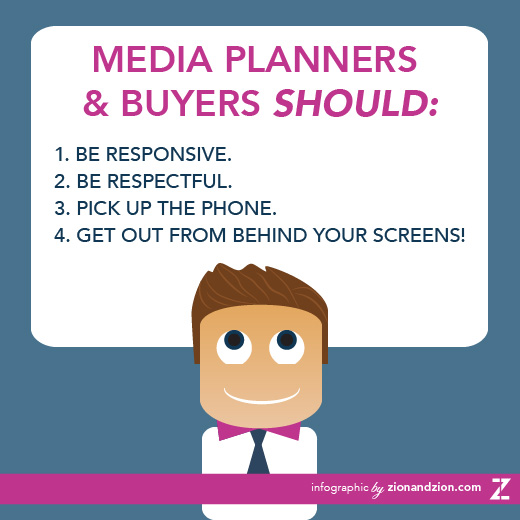 MEDIA PLANNERS
& BUYERS SHOULD:
1. BE RESPONSIVE.
2. BE RESPECTFUL.
3. PICK UP THE PHONE.
4. GET OUT FROM BEHIND YOUR SCREENS!
infographic by zionandzion.com